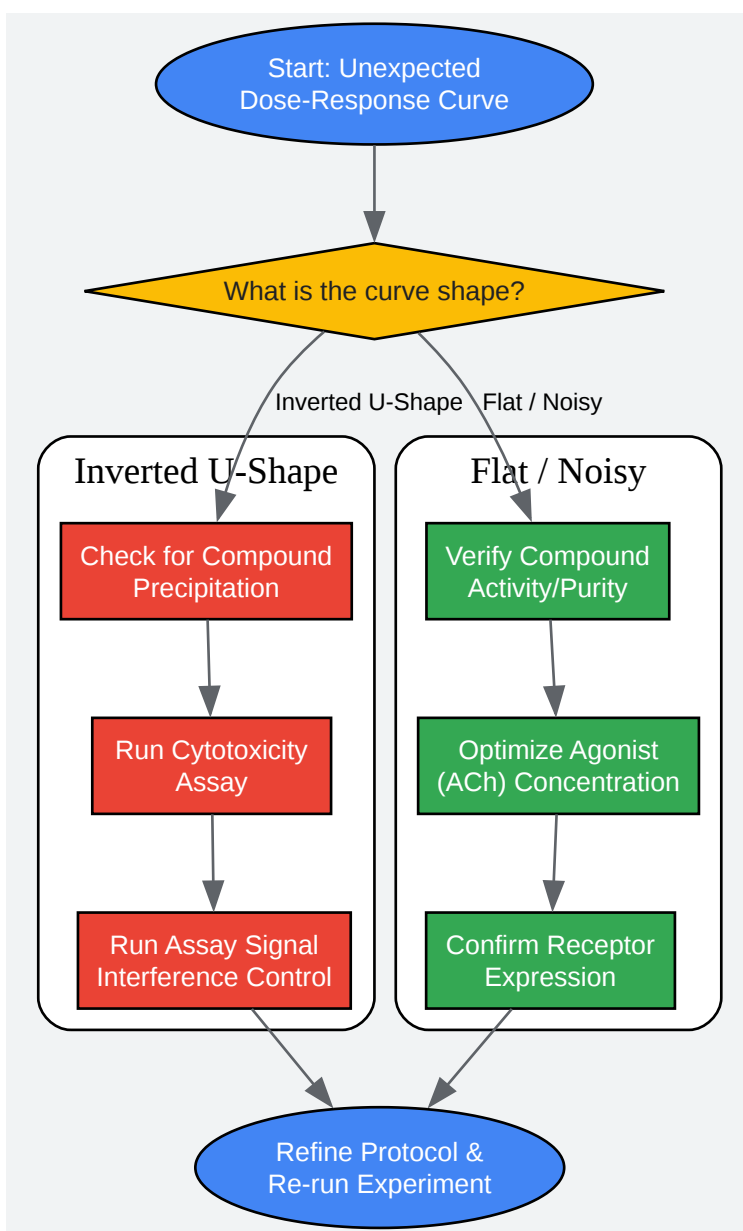 Start: Unexpected
Dose-Response Curve
What is the curve shape?
Inverted U-Shape
Flat / Noisy
Inverted U-Shape
Check for Compound
Precipitation
Run Cytotoxicity
Assay
Run Assay Signal
Interference Control
Flat / Noisy
Verify Compound
Activity/Purity
Optimize Agonist
(ACh) Concentration
Confirm Receptor
Expression
Refine Protocol &
Re-run Experiment